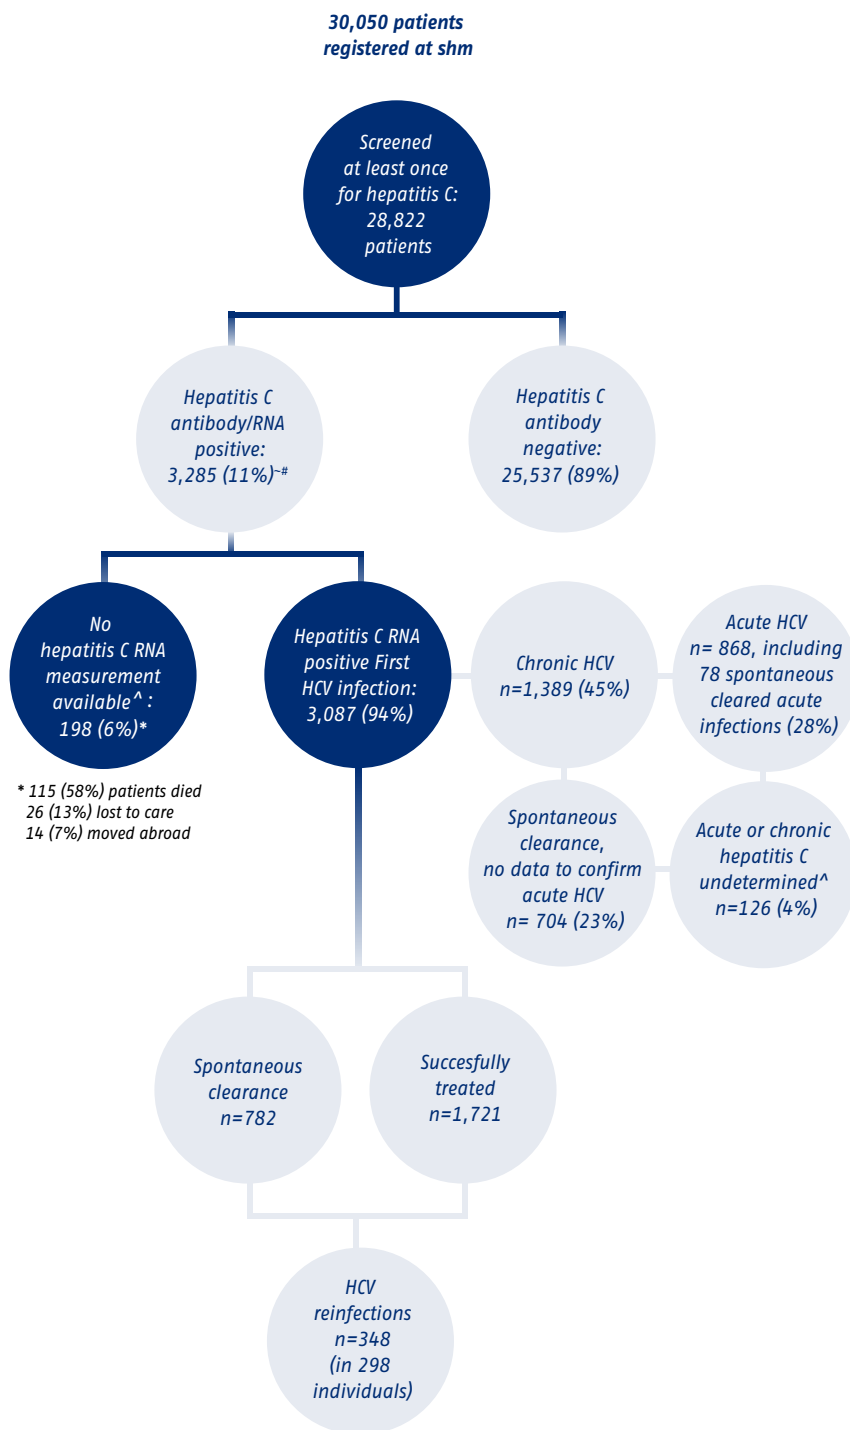 30,050 patients
registered at shm
Screened
at least once
for hepatitis C:
28,822
patients
Hepatitis C
antibody/RNA
positive:
3,285 (11%)~#
Hepatitis C
antibody
negative:
25,537 (89%)
No
hepatitis C RNA
measurement
available^ :
198 (6%)*
Hepatitis C RNA
positive First
HCV infection:
3,087 (94%)
Chronic HCV
n=1,389 (45%)
Acute HCV
n= 868, including
78 spontaneous
cleared acute
infections (28%)
* 115 (58%) patients died
26 (13%) lost to care
14 (7%) moved abroad
Spontaneous
clearance,
no data to confirm
acute HCV
n= 704 (23%)
Acute or chronic
hepatitis C
undetermined^
n=126 (4%)
Spontaneous
clearance
n=782
Succesfully
treated
n=1,721
HCV
reinfections
n=348
(in 298
individuals)